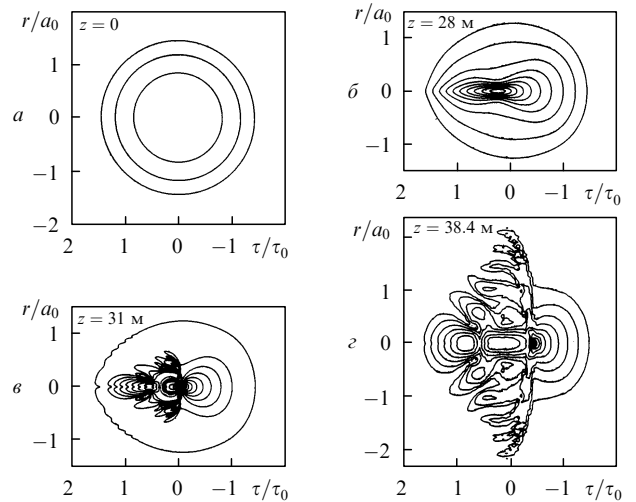 r/a₀ z = 0
1
а 0
−1
−2
2 1 0 −1 τ/τ₀
r/a₀ z = 28 м
1
б 0
−1
2 1 0 −1 τ/τ₀
r/a₀ z = 31 м
1
в 0
−1
2 1 0 −1 τ/τ₀
r/a₀ z = 38.4 м
2
1
г 0
−1
−2
2 1 0 −1 τ/τ₀